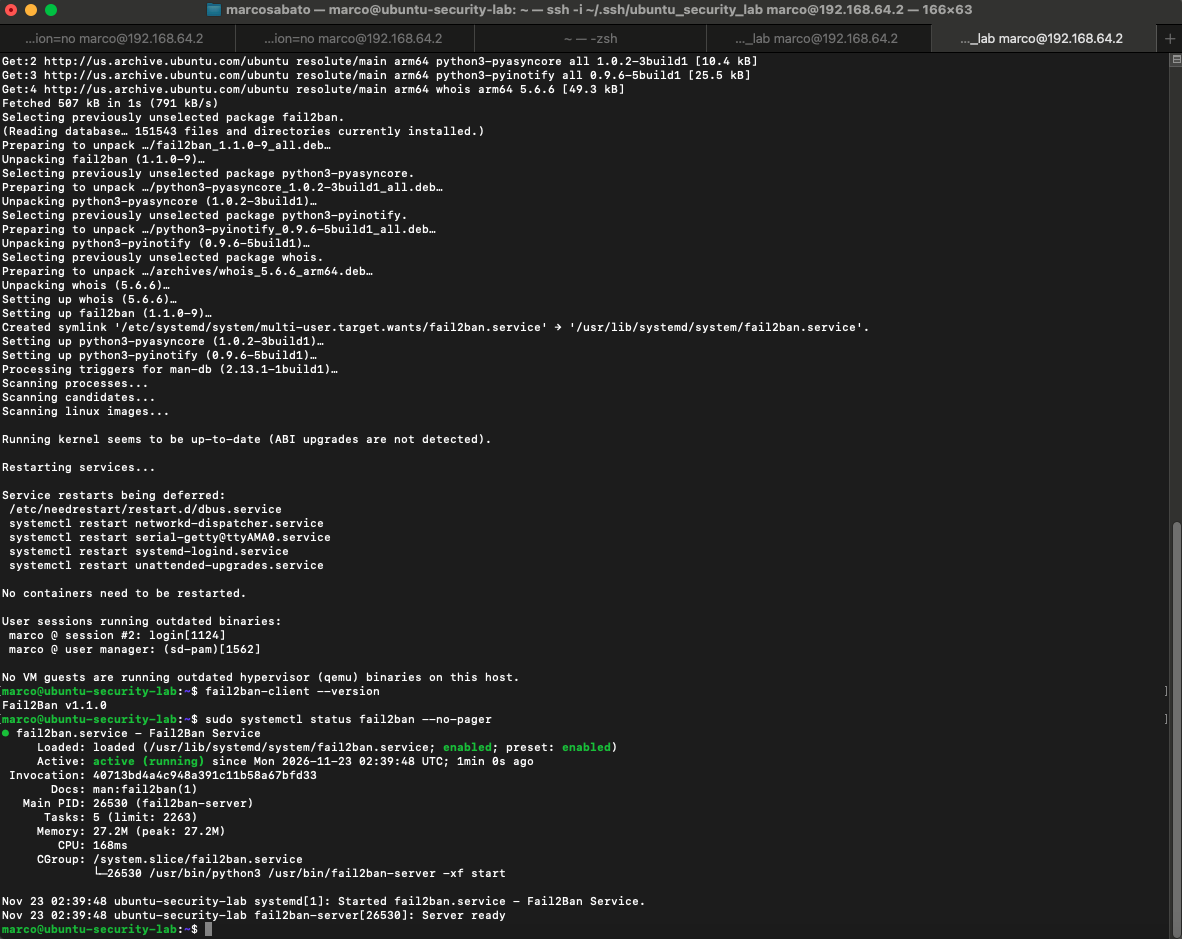 marcosabato — marco@ubuntu-security-lab: ~ — ssh -i ~/.ssh/ubuntu_security_lab marco@192.168.64.2 — 166×63
...ion=no marco@192.168.64.2
...ion=no marco@192.168.64.2
~ — -zsh
..._lab marco@192.168.64.2
..._lab marco@192.168.64.2
+
Get:2 http://us.archive.ubuntu.com/ubuntu resolute/main arm64 python3-pyasyncore all 1.0.2-3build1 [10.4 kB]
Get:3 http://us.archive.ubuntu.com/ubuntu resolute/main arm64 python3-pyinotify all 0.9.6-5build1 [25.5 kB]
Get:4 http://us.archive.ubuntu.com/ubuntu resolute/main arm64 whois arm64 5.6.6 [49.3 kB]
Fetched 507 kB in 1s (791 kB/s)
Selecting previously unselected package fail2ban.
(Reading database… 151543 files and directories currently installed.)
Preparing to unpack …/fail2ban_1.1.0-9_all.deb…
Unpacking fail2ban (1.1.0-9)…
Selecting previously unselected package python3-pyasyncore.
Preparing to unpack …/python3-pyasyncore_1.0.2-3build1_all.deb…
Unpacking python3-pyasyncore (1.0.2-3build1)…
Selecting previously unselected package python3-pyinotify.
Preparing to unpack …/python3-pyinotify_0.9.6-5build1_all.deb…
Unpacking python3-pyinotify (0.9.6-5build1)…
Selecting previously unselected package whois.
Preparing to unpack …/archives/whois_5.6.6_arm64.deb…
Unpacking whois (5.6.6)…
Setting up whois (5.6.6)…
Setting up fail2ban (1.1.0-9)…
Created symlink '/etc/systemd/system/multi-user.target.wants/fail2ban.service' → '/usr/lib/systemd/system/fail2ban.service'.
Setting up python3-pyasyncore (1.0.2-3build1)…
Setting up python3-pyinotify (0.9.6-5build1)…
Processing triggers for man-db (2.13.1-1build1)…
Scanning processes...
Scanning candidates...
Scanning linux images...
Running kernel seems to be up-to-date (ABI upgrades are not detected).
Restarting services...
Service restarts being deferred:
/etc/needrestart/restart.d/dbus.service
systemctl restart networkd-dispatcher.service
systemctl restart serial-getty@ttyAMA0.service
systemctl restart systemd-logind.service
systemctl restart unattended-upgrades.service
No containers need to be restarted.
User sessions running outdated binaries:
marco @ session #2: login[1124]
marco @ user manager: (sd-pam)[1562]
No VM guests are running outdated hypervisor (qemu) binaries on this host.
[marco@ubuntu-security-lab:~$ fail2ban-client --version ]
Fail2Ban v1.1.0
[marco@ubuntu-security-lab:~$ sudo systemctl status fail2ban --no-pager ]
● fail2ban.service - Fail2Ban Service
Loaded: loaded (/usr/lib/systemd/system/fail2ban.service; enabled; preset: enabled)
Active: active (running) since Mon 2026-11-23 02:39:48 UTC; 1min 0s ago
Invocation: 40713bd4a4c948a391c11b58a67bfd33
Docs: man:fail2ban(1)
Main PID: 26530 (fail2ban-server)
Tasks: 5 (limit: 2263)
Memory: 27.2M (peak: 27.2M)
CPU: 168ms
CGroup: /system.slice/fail2ban.service
└─26530 /usr/bin/python3 /usr/bin/fail2ban-server -xf start
Nov 23 02:39:48 ubuntu-security-lab systemd[1]: Started fail2ban.service - Fail2Ban Service.
Nov 23 02:39:48 ubuntu-security-lab fail2ban-server[26530]: Server ready
marco@ubuntu-security-lab:~$